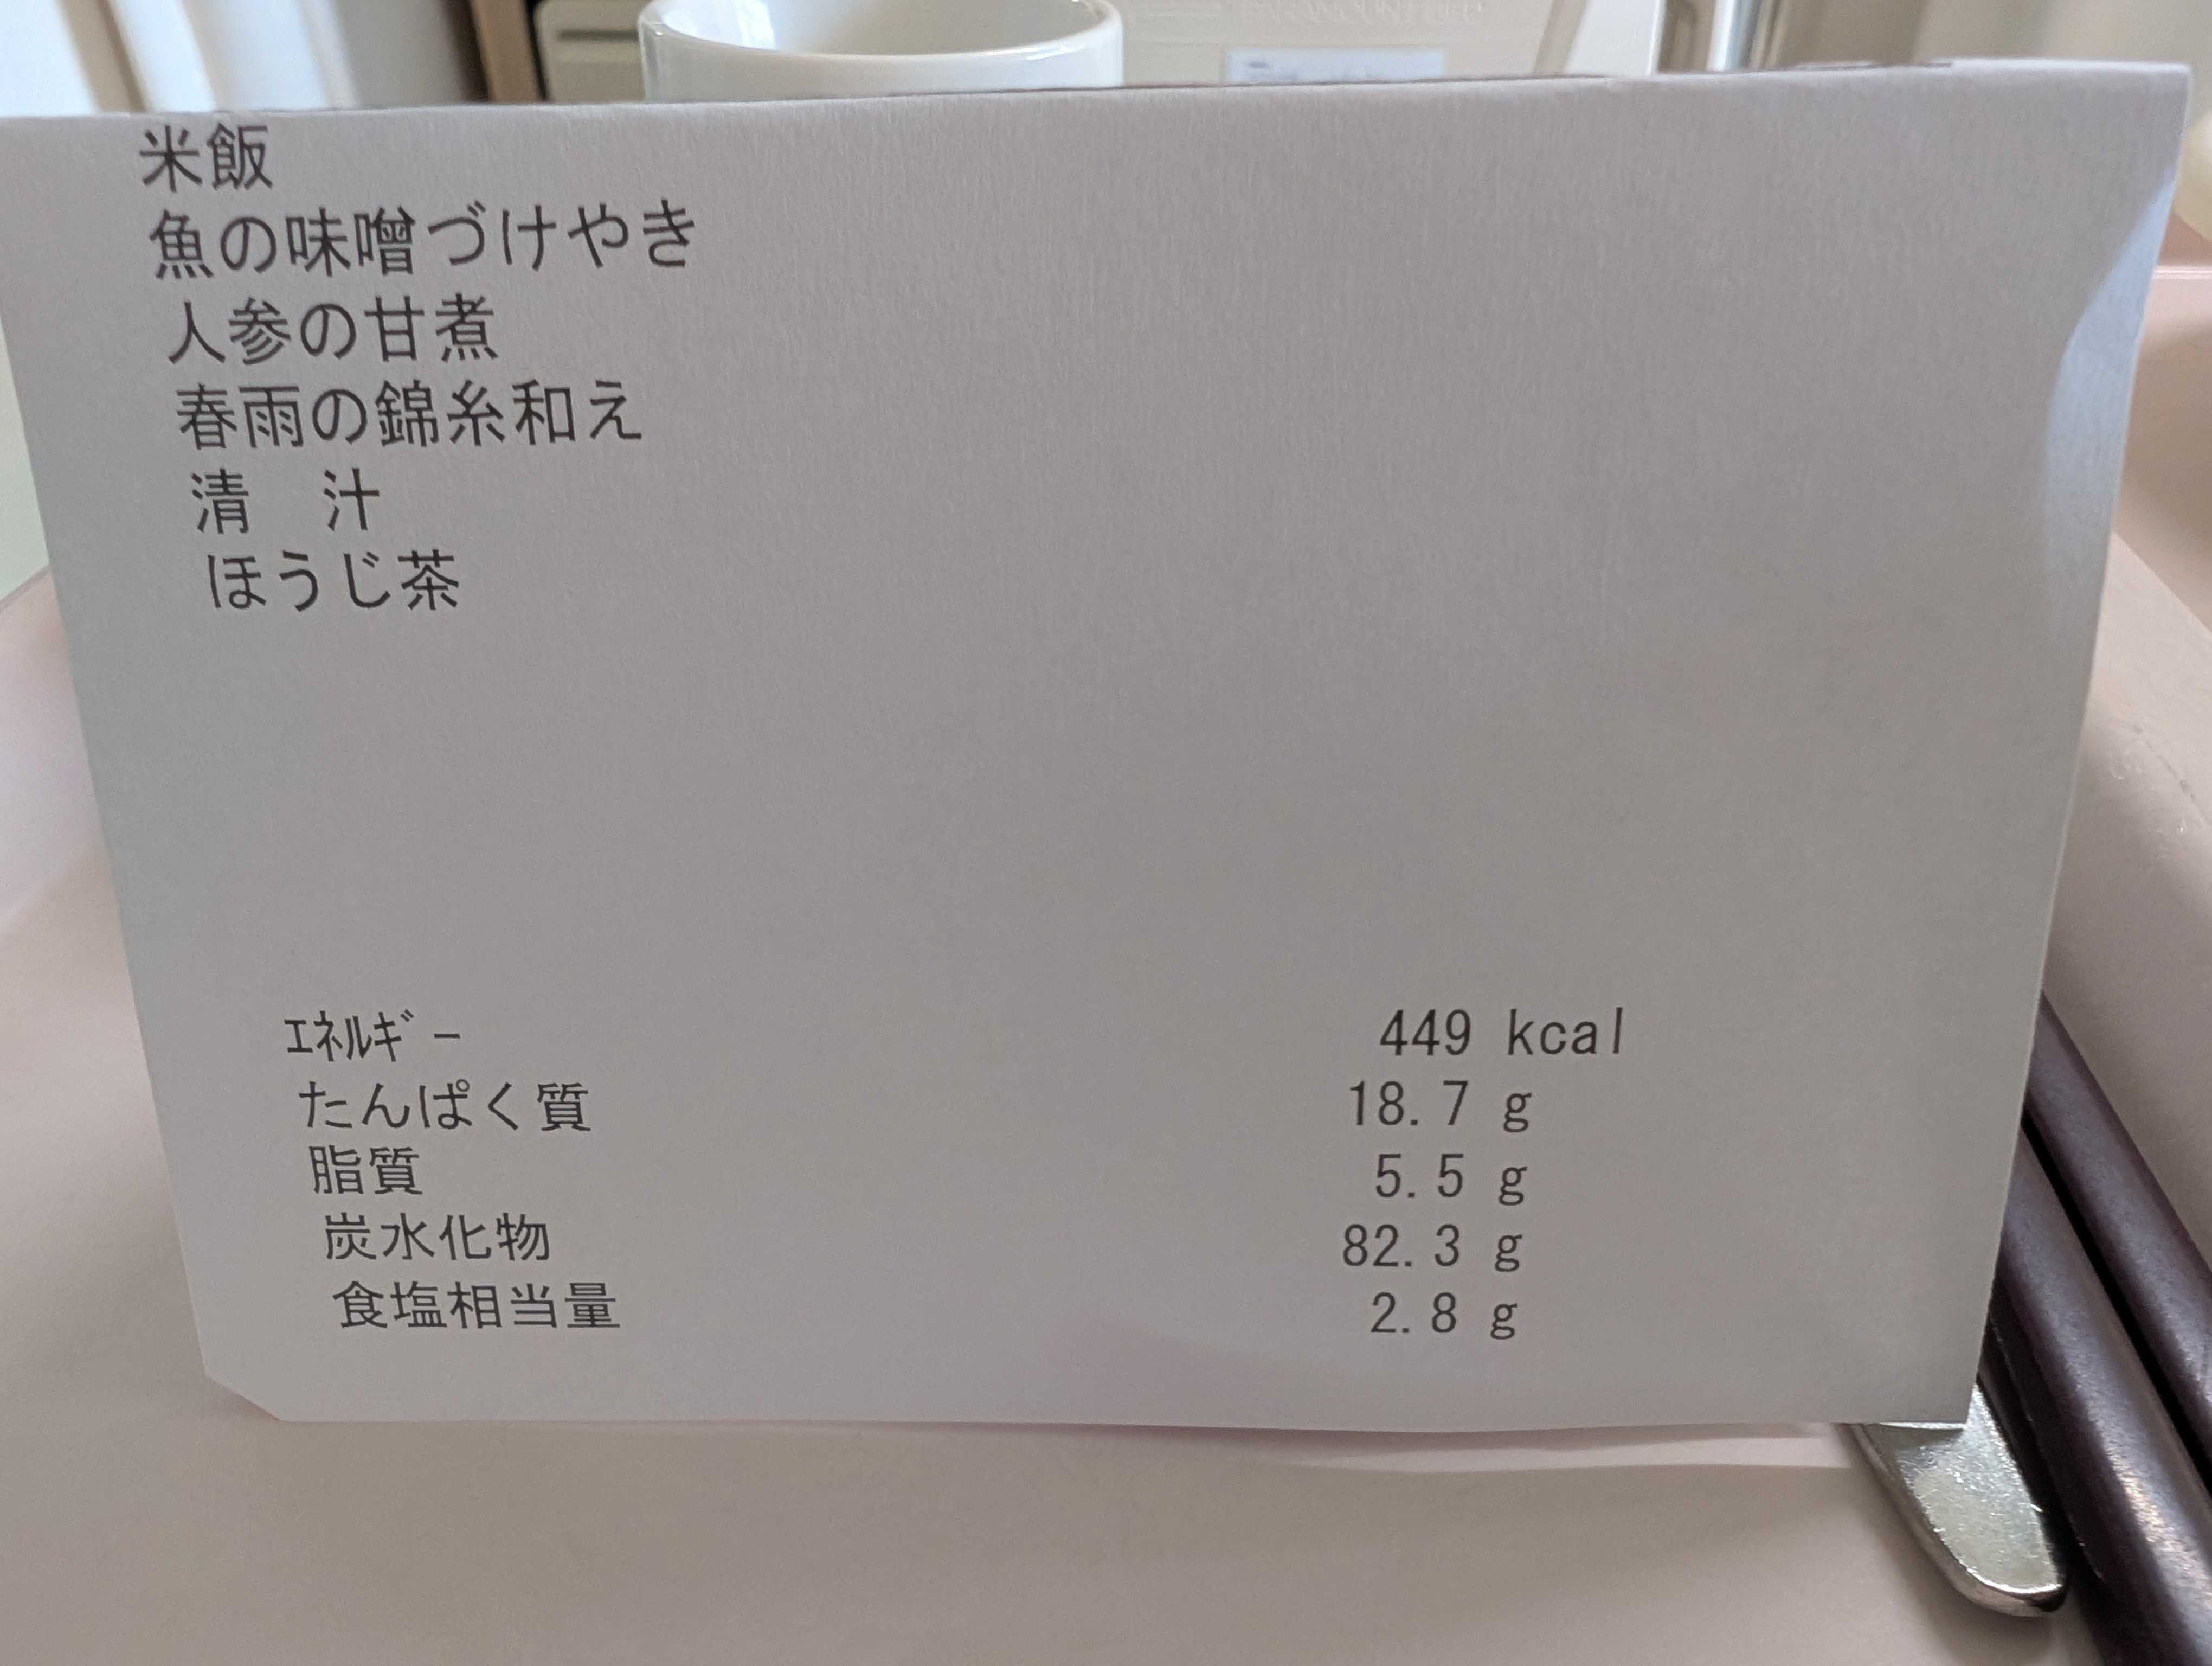 米飯
魚の味噌づけやき
人参の甘煮
春雨の錦糸和え
清　汁
ほうじ茶
ｴﾈﾙｷﾞｰ 449 kcal
たんぱく質 18.7 g
脂質 5.5 g
炭水化物 82.3 g
食塩相当量 2.8 g